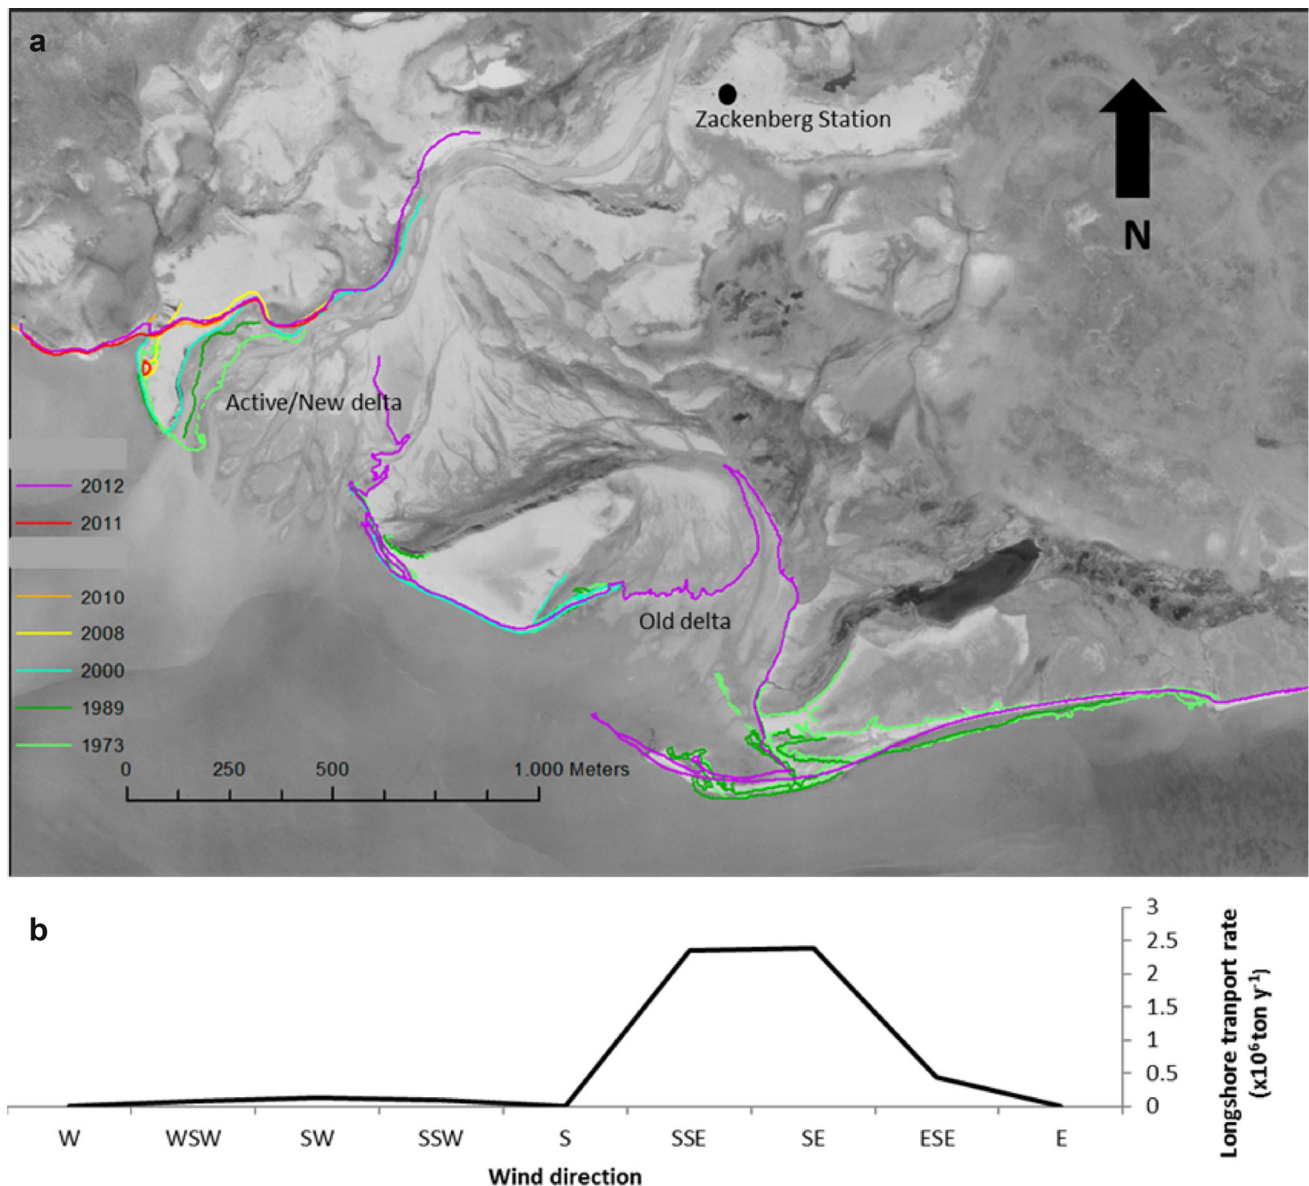 a
Zackenberg Station
N
Active/New delta
2012
2011
2010
2008
2000
1989
1973
Old delta
0 250 500 1.000 Meters
b
3
2.5
2
1.5
1
0.5
0
Longshore tranport rate
(x10⁶ton y⁻¹)
W WSW SW SSW S SSE SE ESE E
Wind direction